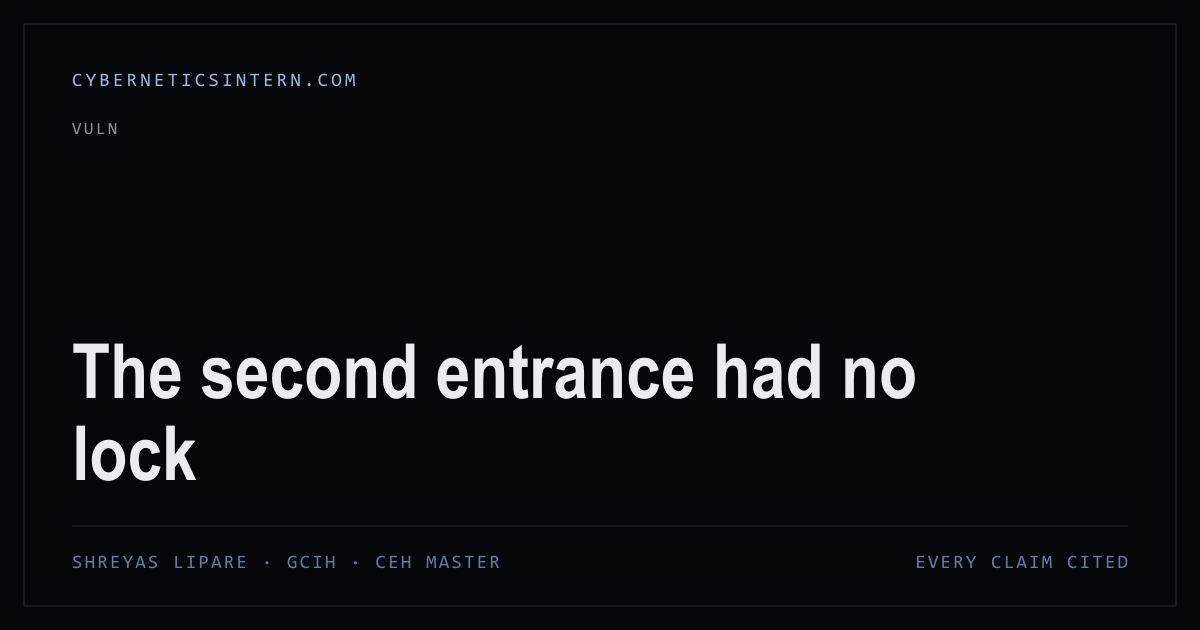 CYBERNETICSINTERN.COM
VULN
The second entrance had no
lock
SHREYAS LIPARE · GCIH · CEH MASTER
EVERY CLAIM CITED